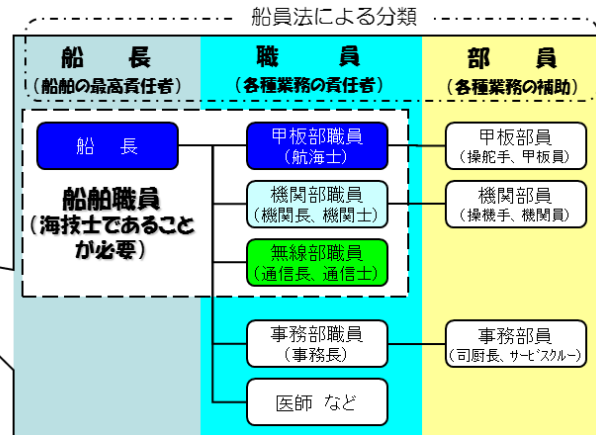 船員法による分類
船 長
(船舶の最高責任者)
職 員
(各種業務の責任者)
部 員
(各種業務の補助)
船 長
船舶職員
(海技士であること
が必要)
甲板部職員
(航海士)
甲板部員
(操舵手、甲板員)
機関部職員
(機関長、機関士)
機関部員
(操機手、機関員)
無線部職員
(通信長、通信士)
事務部職員
(事務長)
事務部員
(司厨長、サービスクルー)
医師 など